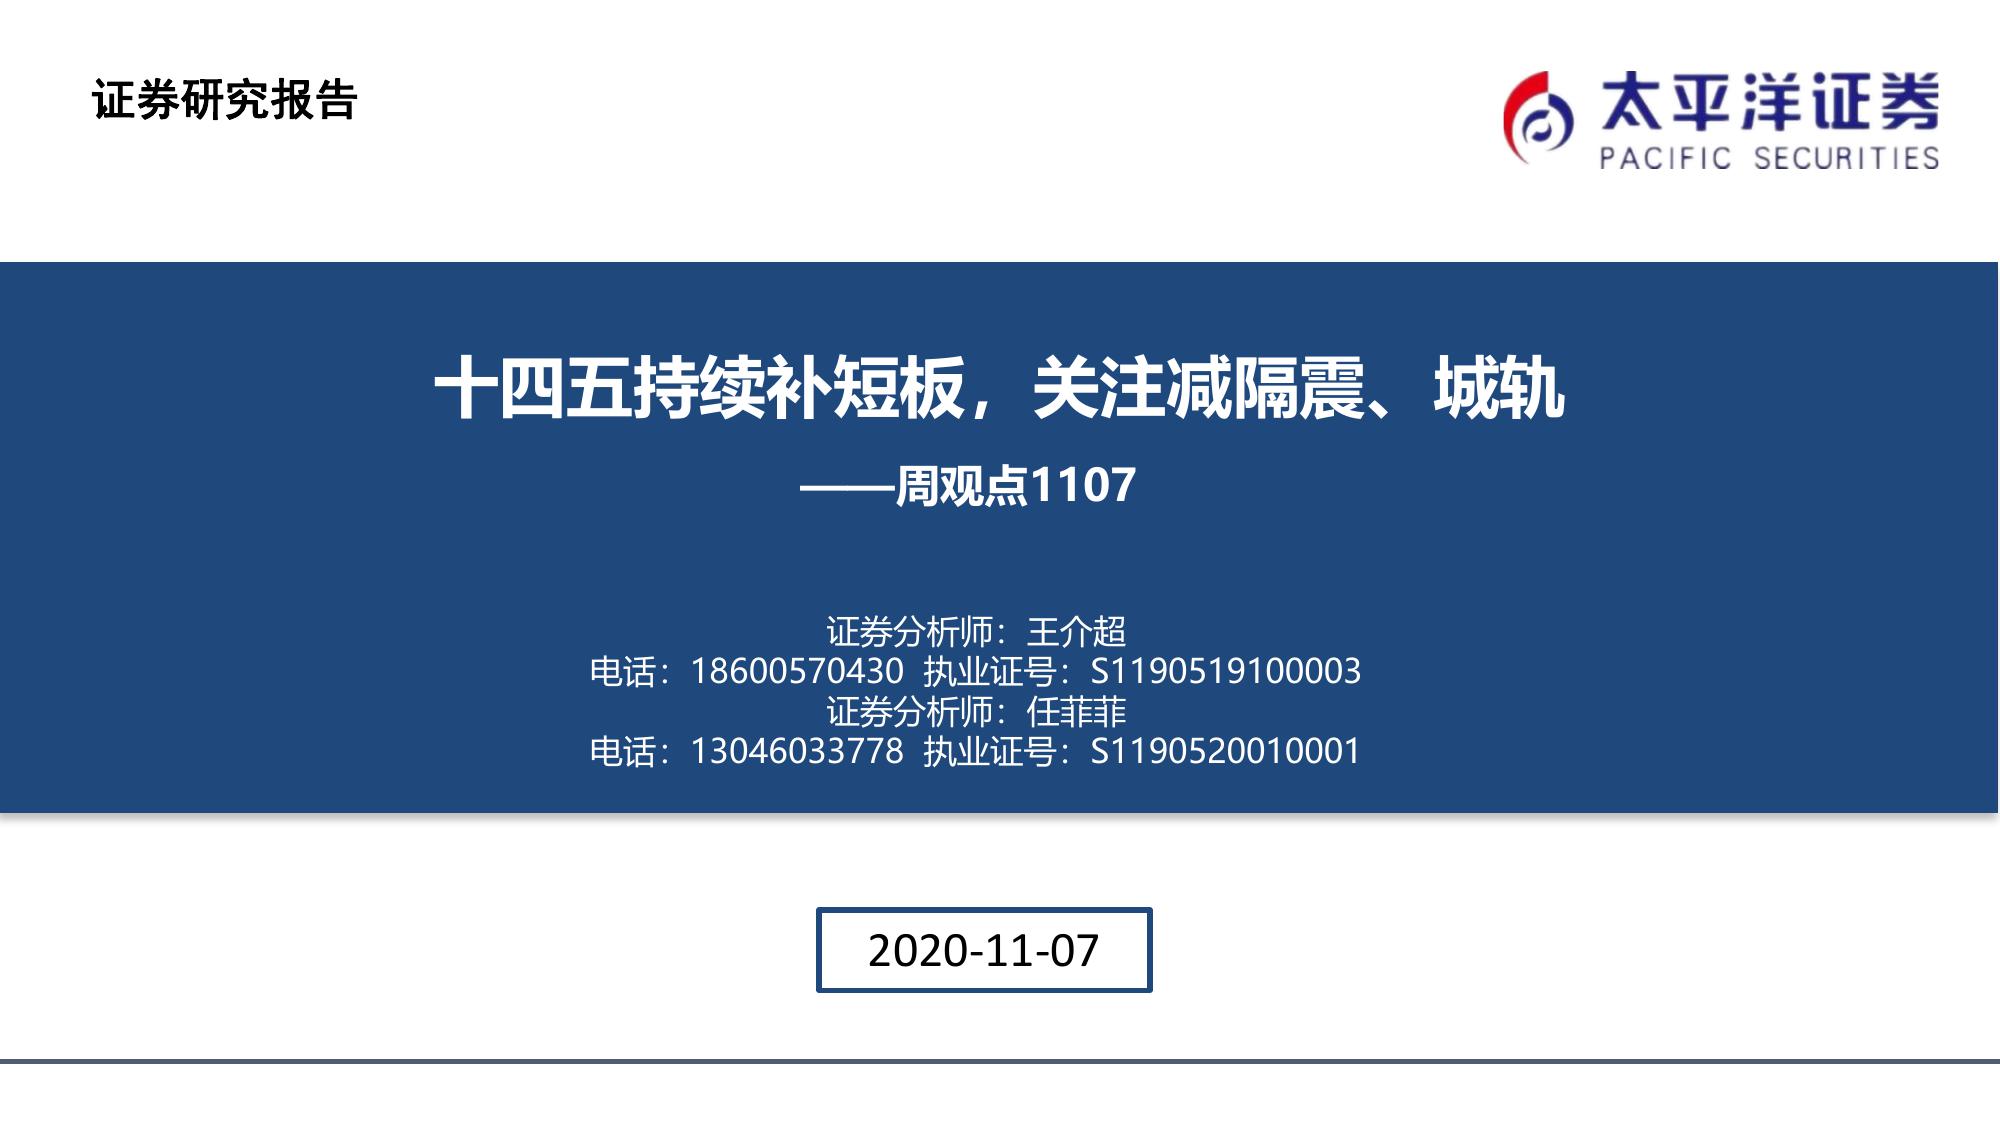 证券研究报告
太平洋证券
PACIFIC SECURITIES
十四五持续补短板，关注减隔震、城轨
——周观点1107
证券分析师：王介超
电话：18600570430 执业证号：S1190519100003
证券分析师：任菲菲
电话：13046033778 执业证号：S1190520010001
2020-11-07